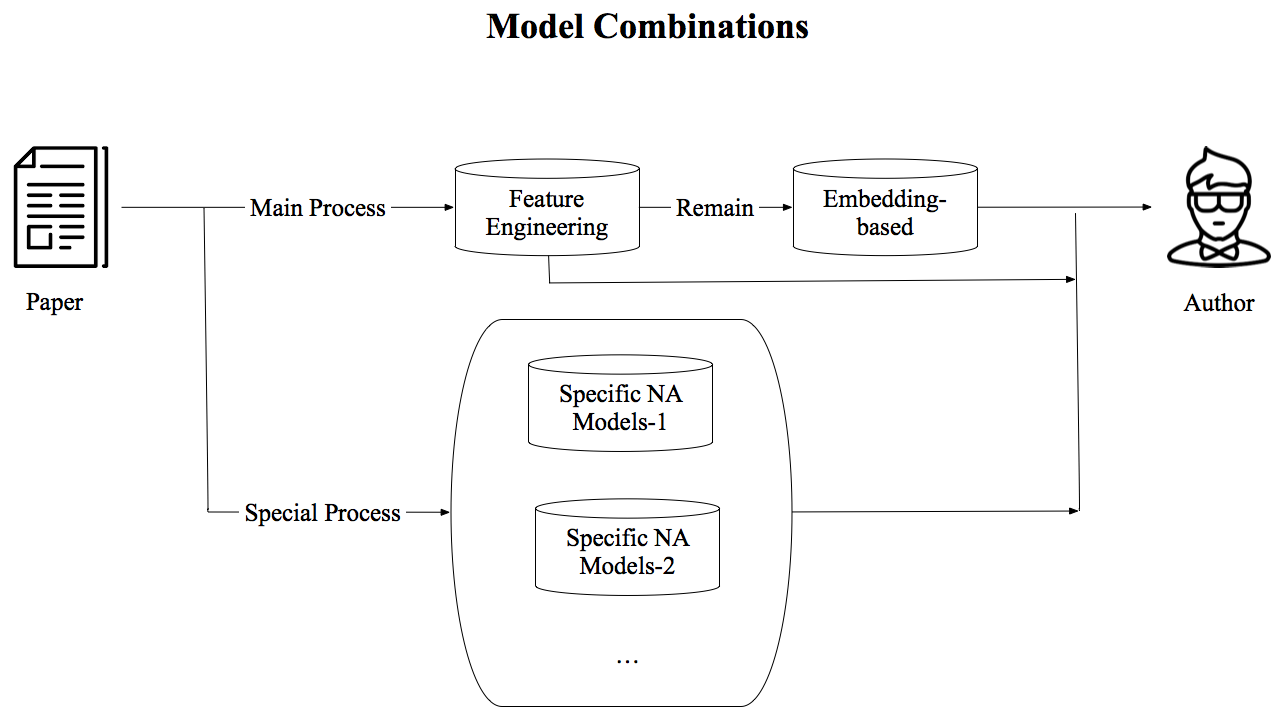 Model Combinations
Main Process
Feature
Engineering
Remain
Embedding-
based
Paper
Author
Specific NA
Models-1
Special Process
Specific NA
Models-2
...